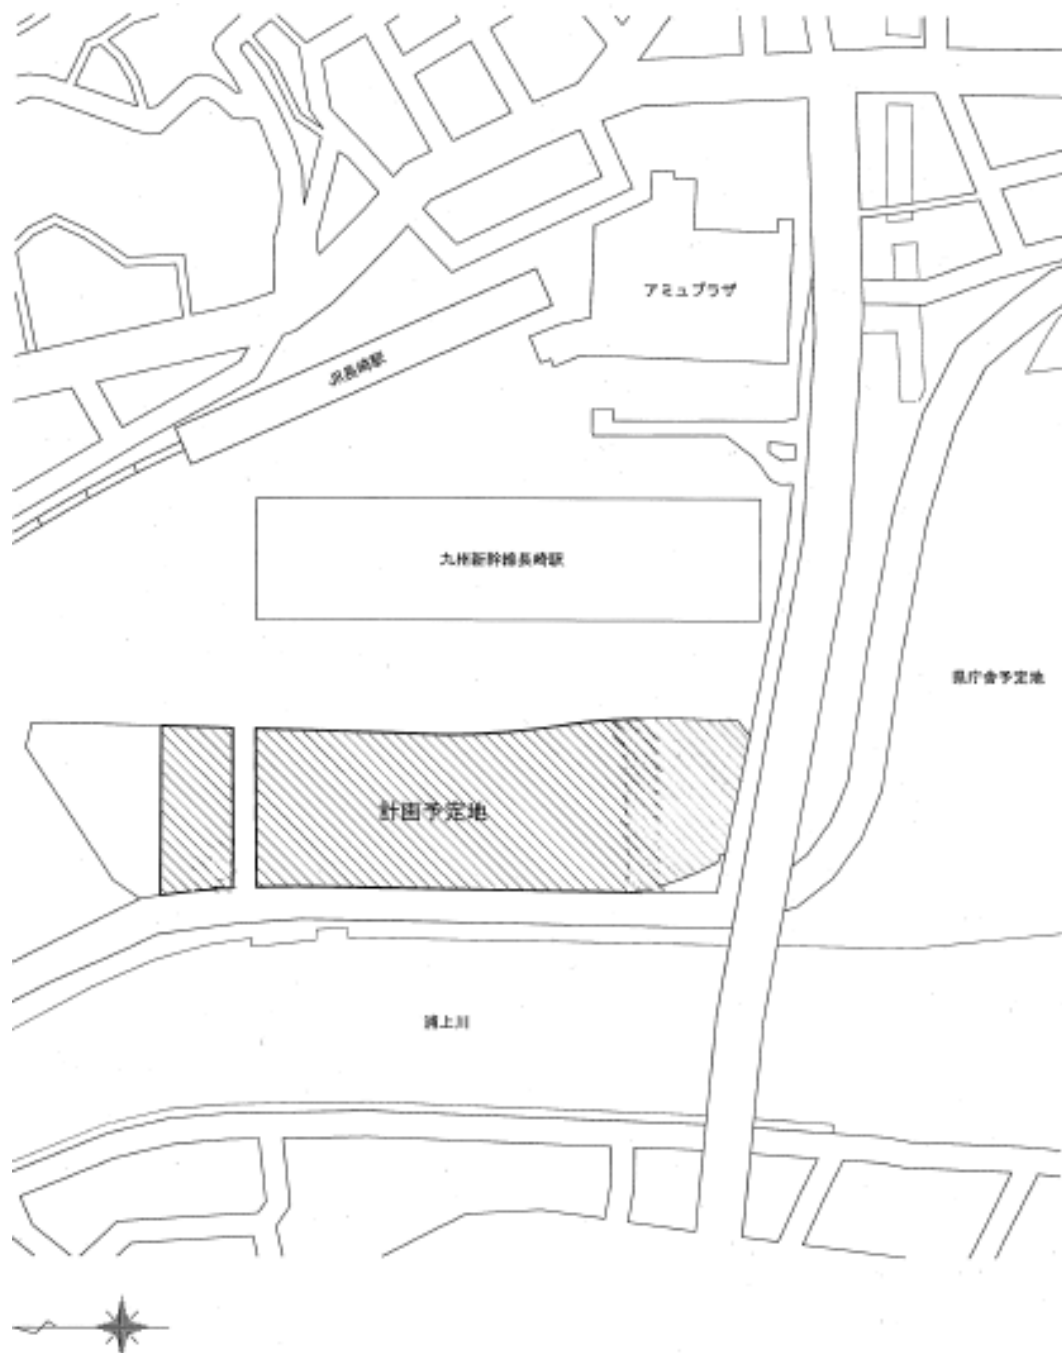 アミュプラザ
JR長崎駅
九州新幹線長崎駅
県庁舎予定地
計画予定地
浦上川